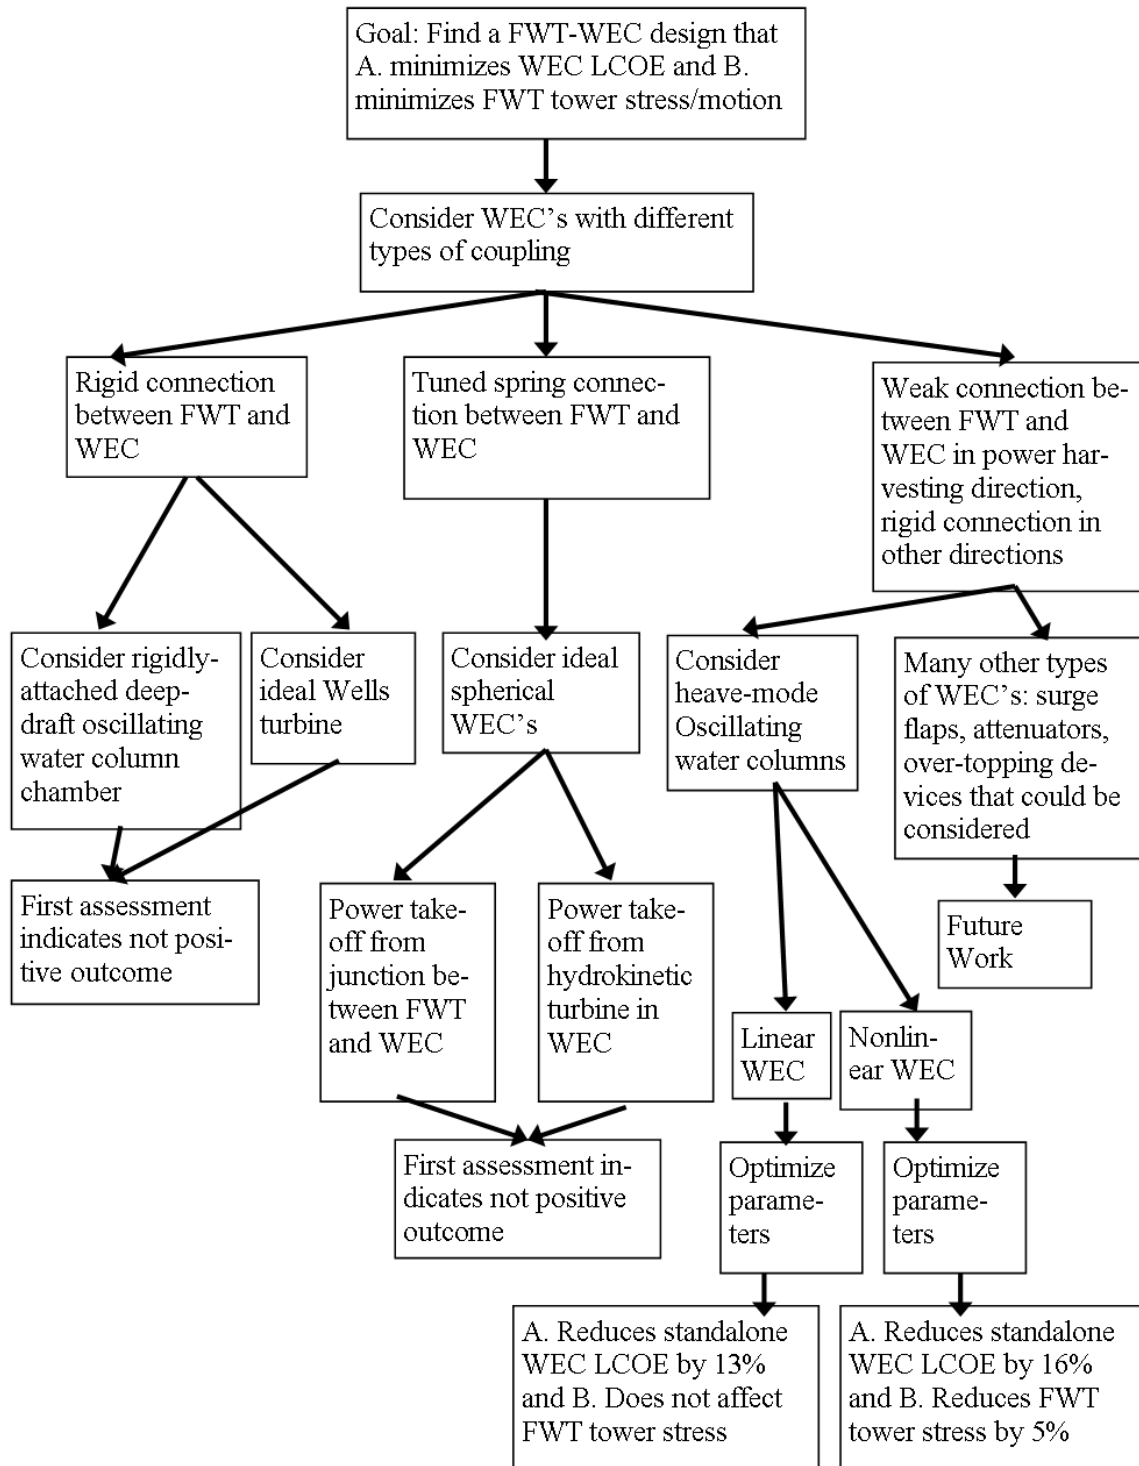 Goal: Find a FWT-WEC design that
A. minimizes WEC LCOE and B.
minimizes FWT tower stress/motion
Consider WEC’s with different
types of coupling
Rigid connection
between FWT and
WEC
Tuned spring connec-
tion between FWT and
WEC
Weak connection be-
tween FWT and
WEC in power har-
vesting direction,
rigid connection in
other directions
Consider rigidly-
attached deep-
draft oscillating
water column
chamber
Consider
ideal Wells
turbine
Consider ideal
spherical
WEC’s
Consider
heave-mode
Oscillating
water columns
Many other types
of WEC’s: surge
flaps, attenuators,
over-topping de-
vices that could be
considered
First assessment
indicates not posi-
tive outcome
Power take-
off from
junction be-
tween FWT
and WEC
Power take-
off from
hydrokinetic
turbine in
WEC
Future
Work
Linear
WEC
Nonlin-
ear WEC
First assessment in-
dicates not positive
outcome
Optimize
parame-
ters
Optimize
parame-
ters
A. Reduces standalone
WEC LCOE by 13%
and B. Does not affect
FWT tower stress
A. Reduces standalone
WEC LCOE by 16%
and B. Reduces FWT
tower stress by 5%